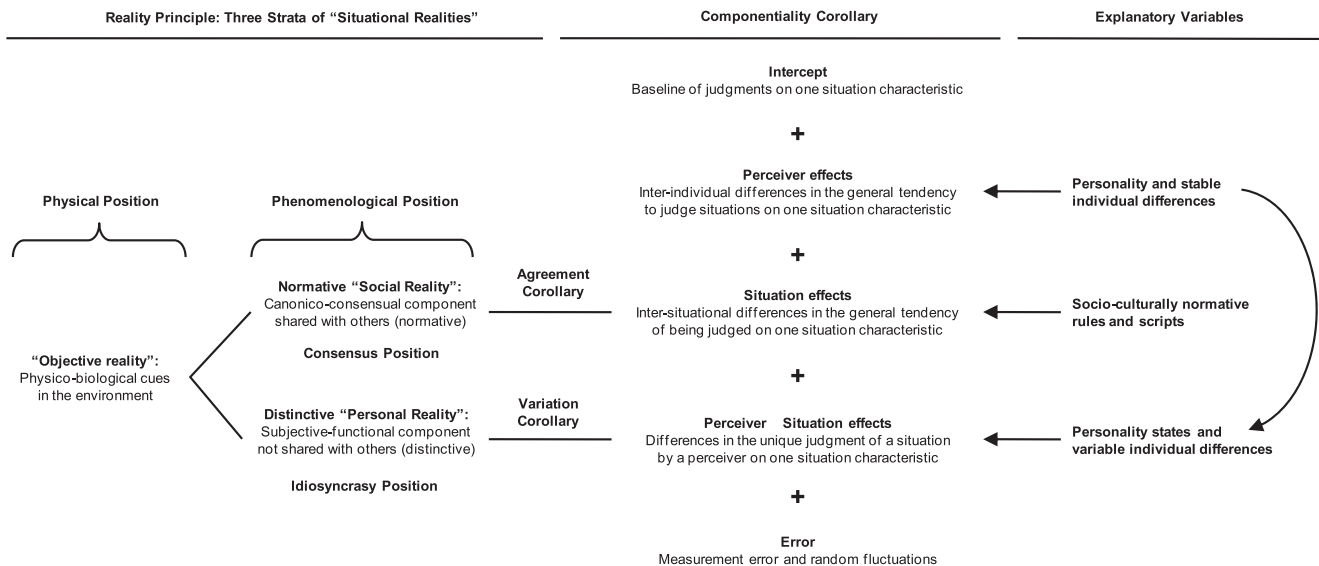 Reality Principle: Three Strata of “Situational Realities”
Componentiality Corollary
Explanatory Variables
Intercept
Baseline of judgments on one situation characteristic
+
Perceiver effects
Inter-individual differences in the general tendency
to judge situations on one situation characteristic
Personality and stable
individual differences
Physical Position
Phenomenological Position
+
Normative “Social Reality”:
Canonico-consensual component
shared with others (normative)
Consensus Position
Agreement
Corollary
Situation effects
Inter-situational differences in the general tendency
of being judged on one situation characteristic
Socio-culturally normative
rules and scripts
“Objective reality”:
Physico-biological cues
in the environment
+
Distinctive “Personal Reality”:
Subjective-functional component
not shared with others (distinctive)
Idiosyncrasy Position
Variation
Corollary
Perceiver Situation effects
Differences in the unique judgment of a situation
by a perceiver on one situation characteristic
Personality states and
variable individual differences
+
Error
Measurement error and random fluctuations